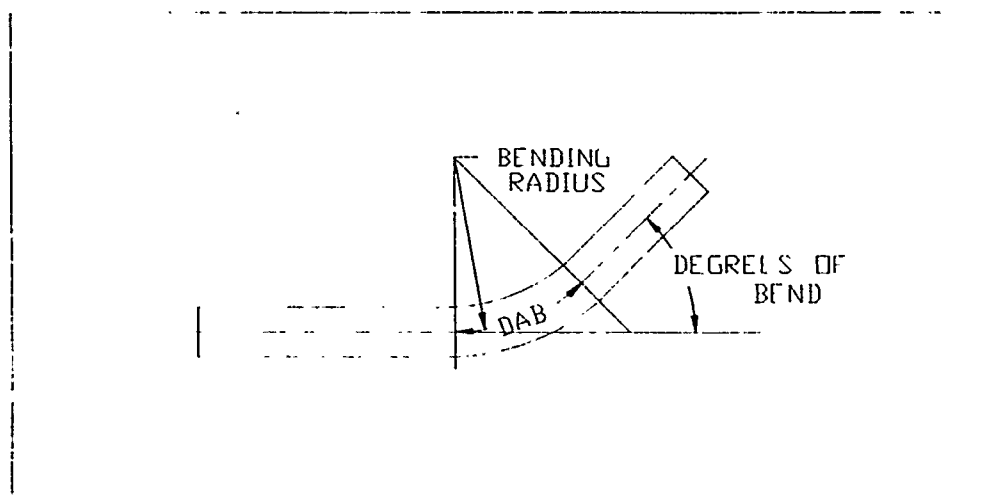 BENDING
RADIUS
DEGREES OF
BEND
DAB